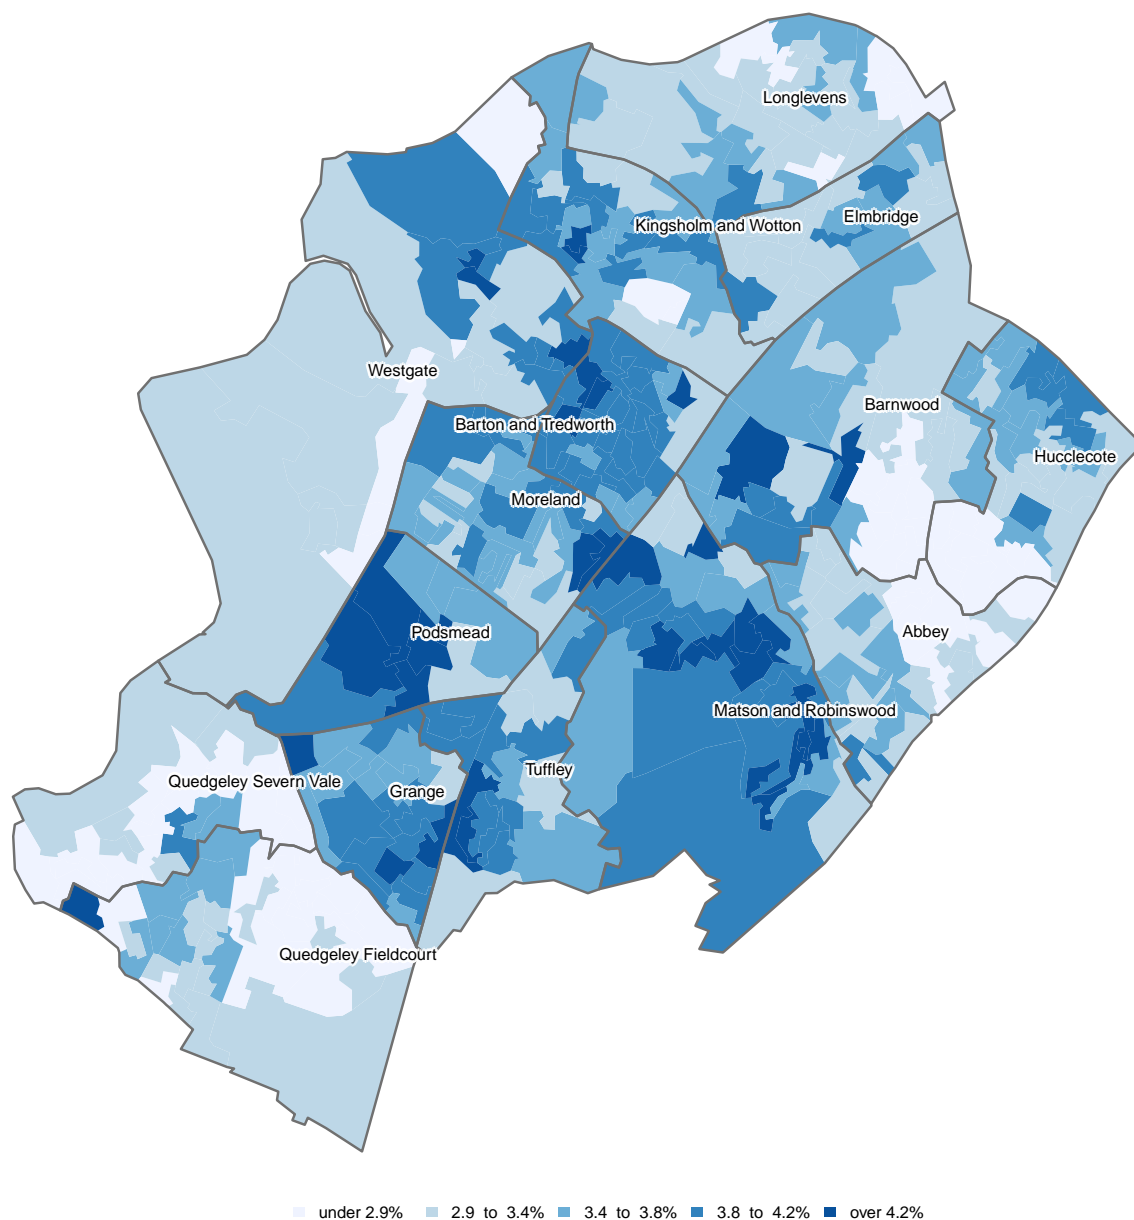 Longlevens
Elmbridge
Kingsholm and Wotton
Westgate
Barnwood
Barton and Tredworth
Hucclecote
Moreland
Podsmead
Abbey
Matson and Robinswood
Tuffley
Quedgeley Severn Vale
Grange
Quedgeley Fieldcourt
under 2.9% 2.9 to 3.4% 3.4 to 3.8% 3.8 to 4.2% over 4.2%